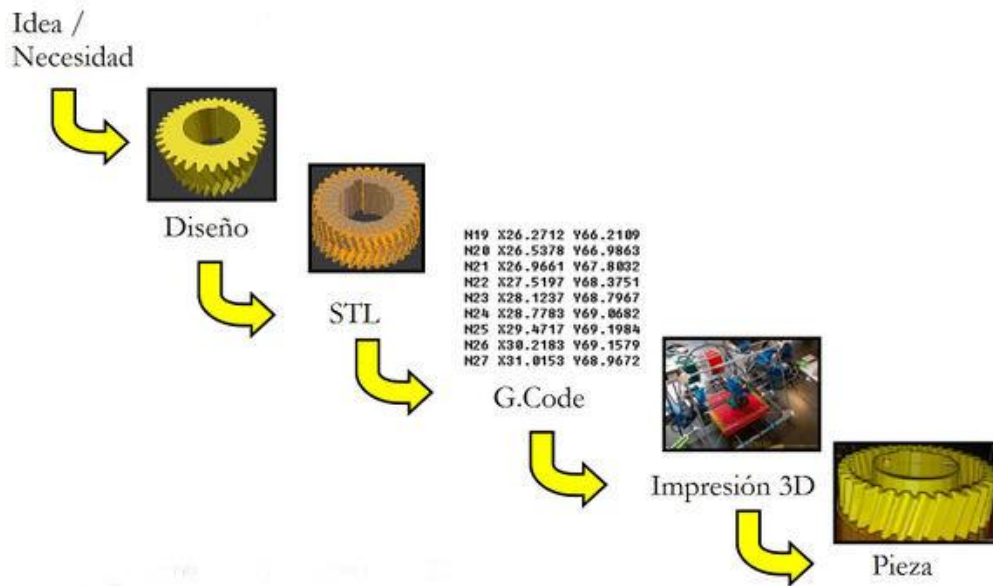 Idea /
Necesidad
Diseño
STL
N19 X26.2712 Y66.2109
N20 X26.5378 Y66.9863
N21 X26.9661 Y67.8032
N22 X27.5197 Y68.3751
N23 X28.1237 Y68.7967
N24 X28.7783 Y69.0682
N25 X29.4717 Y69.1984
N26 X30.2183 Y69.1579
N27 X31.0153 Y68.9672
G.Code
Impresión 3D
Pieza